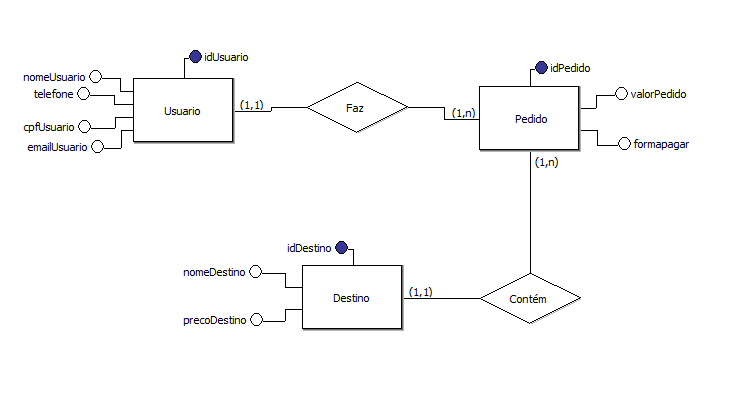 idUsuario
nomeUsuario
telefone
cpfUsuario
emailUsuario
Usuario
(1,1)
Faz
(1,n)
idPedido
Pedido
valorPedido
formapagar
(1,n)
idDestino
nomeDestino
precoDestino
Destino
(1,1)
Contém